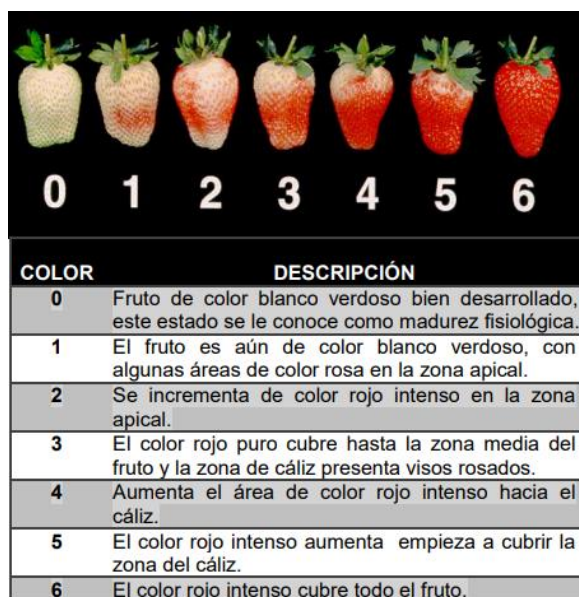 0 1 2 3 4 5 6
COLOR DESCRIPCIÓN
0 Fruto de color blanco verdoso bien desarrollado,
este estado se le conoce como madurez fisiológica.
1 El fruto es aún de color blanco verdoso, con
algunas áreas de color rosa en la zona apical.
2 Se incrementa de color rojo intenso en la zona
apical.
3 El color rojo puro cubre hasta la zona media del
fruto y la zona de cáliz presenta visos rosados.
4 Aumenta el área de color rojo intenso hacia el
cáliz.
5 El color rojo intenso aumenta empieza a cubrir la
zona del cáliz.
6 El color rojo intenso cubre todo el fruto.